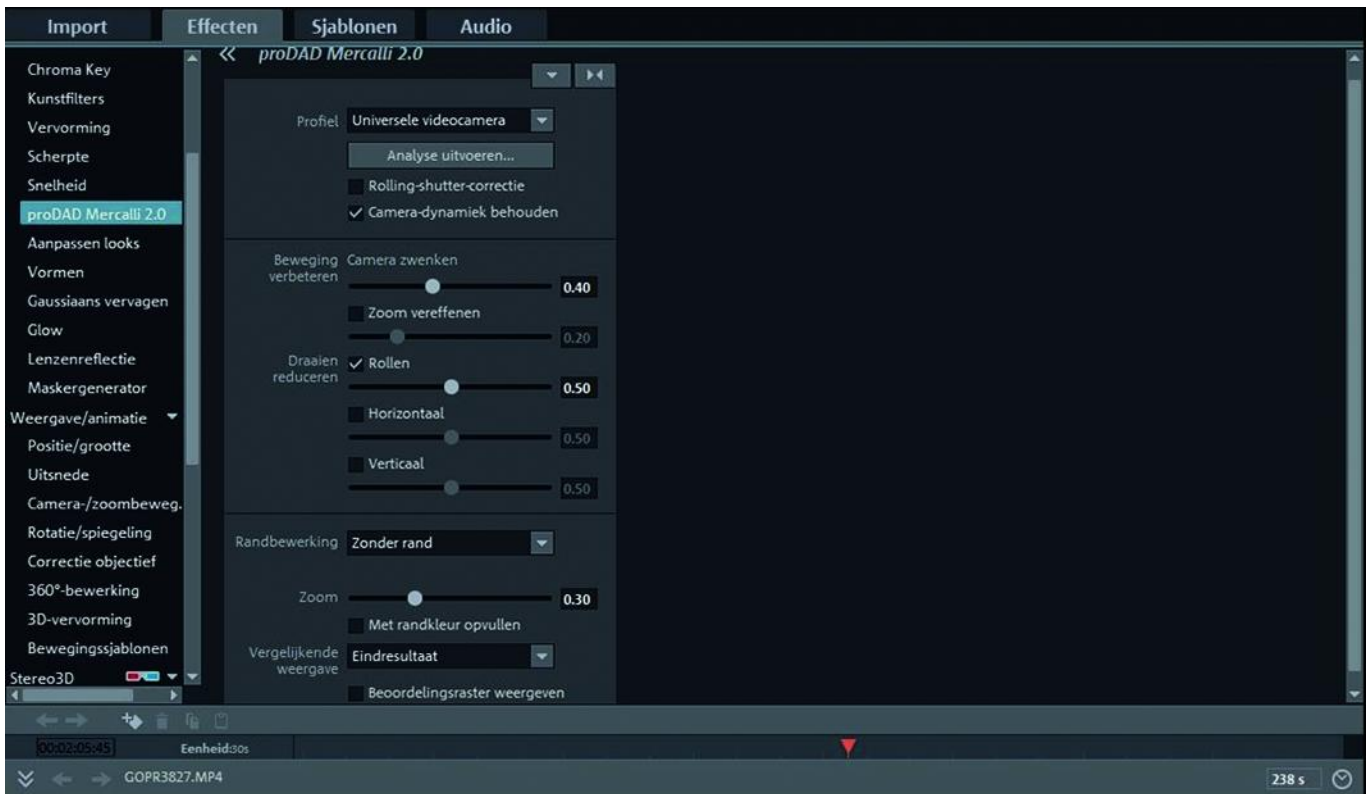 Import Effecten Sjablonen Audio
Chroma Key
Kunstfilters
Vervorming
Scherpte
Snelheid
proDAD Mercalli 2.0
Aanpassen looks
Vormen
Gaussiaans vervagen
Glow
Lenzenreflectie
Maskergenerator
Weergave/animatie
Positie/grootte
Uitsnede
Camera-/zoombeweg.
Rotatie/spiegeling
Correctie objectief
360°-bewerking
3D-vervorming
Bewegingssjablonen
Stereo3D
proDAD Mercalli 2.0
Profiel Universele videocamera
Analyse uitvoeren...
Rolling-shutter-correctie
Camera-dynamiek behouden
Beweging Camera zwenken
verbeteren
0.40
Zoom vereffenen
0.20
Draaien Rollen
reduceren
0.50
Horizontaal
0.50
Verticaal
0.50
Randbewerking Zonder rand
Zoom 0.30
Met randkleur opvullen
Vergelijkende Eindresultaat
weergave
Beoordelingsraster weergeven
00:02:05:45 Eenheid:30s
GOPR3827.MP4 238 s